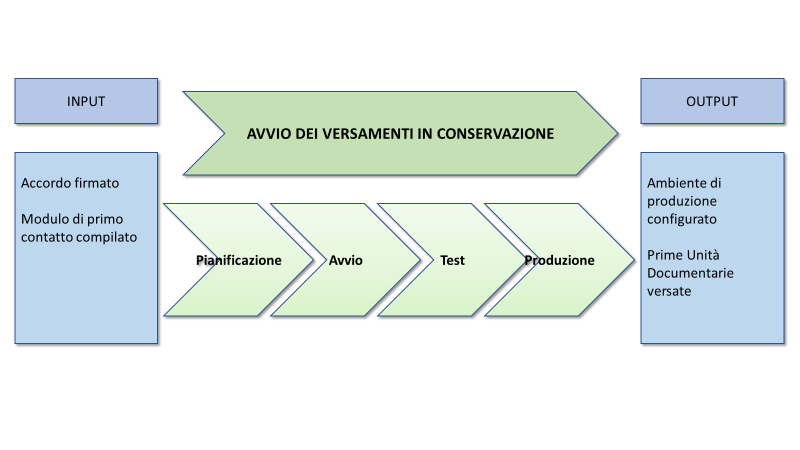 INPUT
AVVIO DEI VERSAMENTI IN CONSERVAZIONE
OUTPUT
Accordo firmato
Modulo di primo
contatto compilato
Pianificazione
Avvio
Test
Produzione
Ambiente di
produzione
configurato
Prime Unità
Documentarie
versate